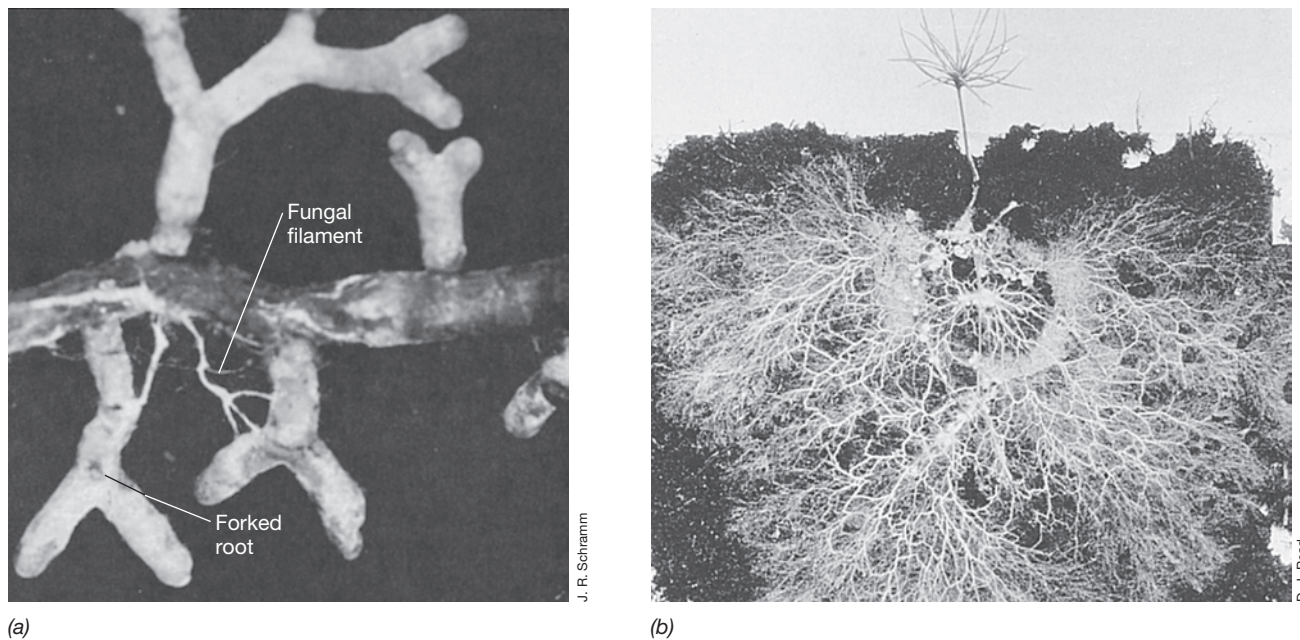 Fungal
filament
Forked
root
J. R. Schramm
(a)
(b)